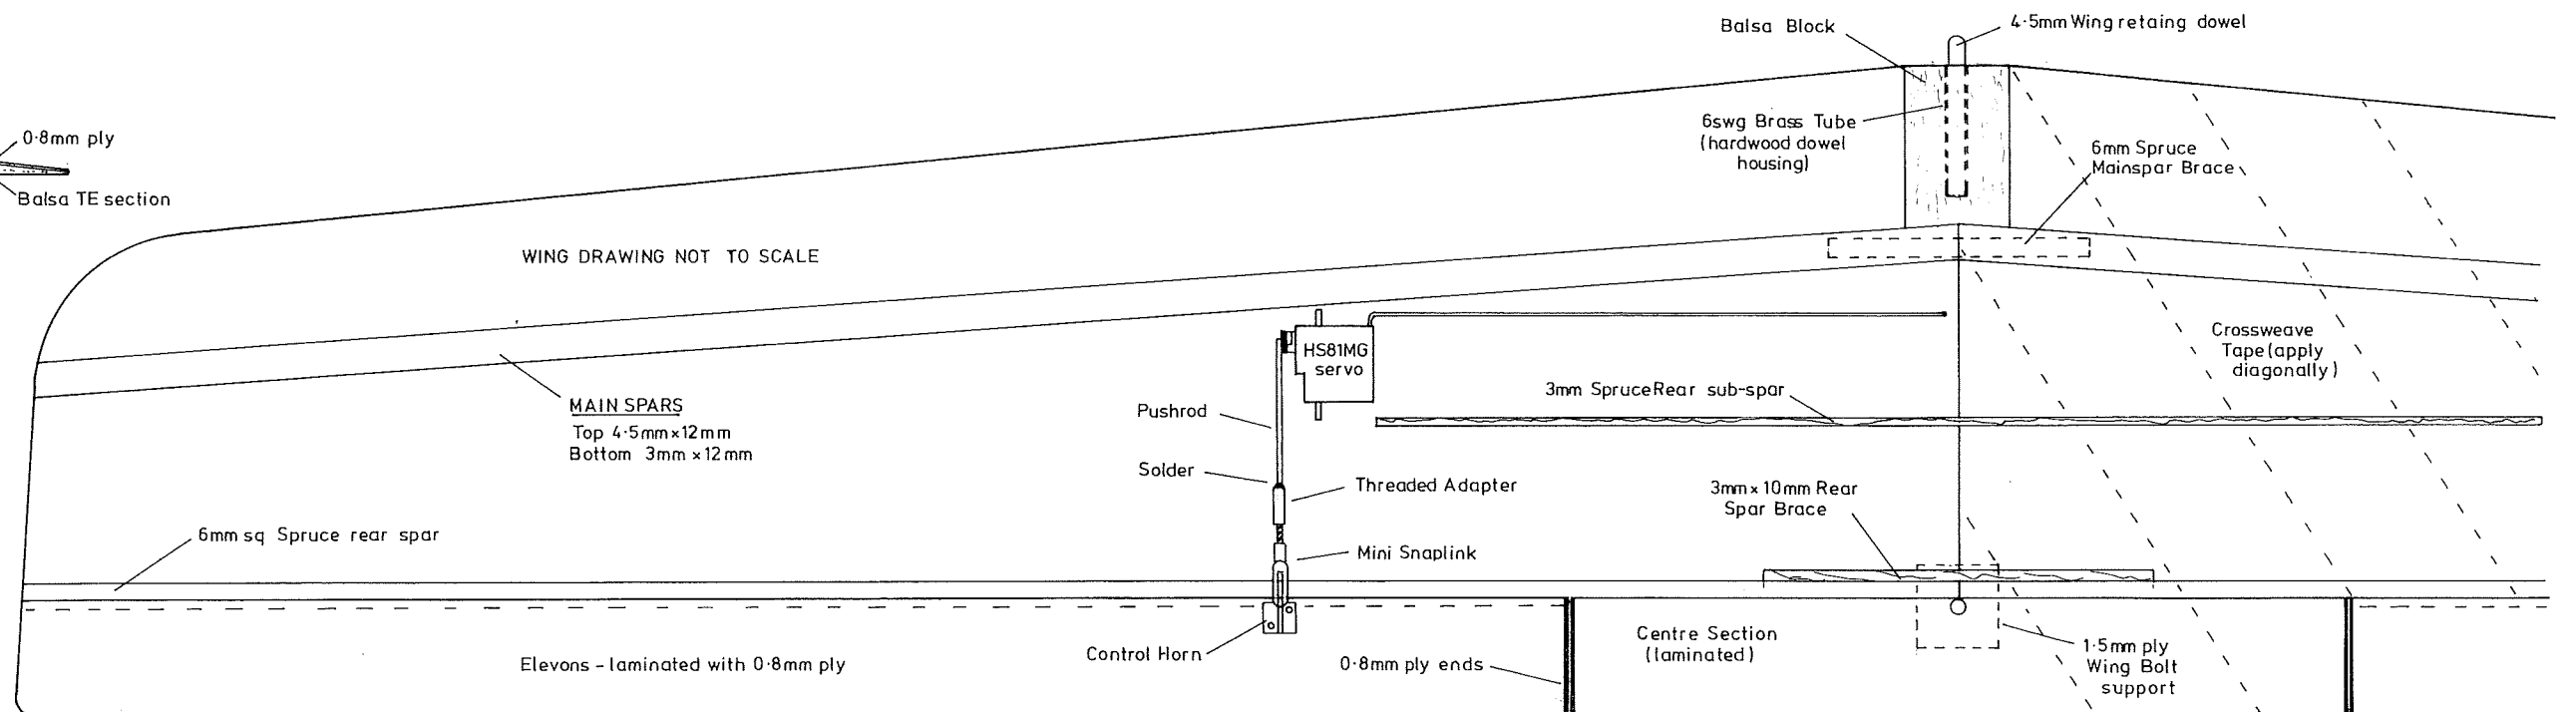 0·8mm ply
Balsa TE section
WING DRAWING NOT TO SCALE
MAIN SPARS
Top 4·5mm×12mm
Bottom 3mm×12mm
6mm sq Spruce rear spar
Elevons – laminated with 0·8mm ply
Pushrod
Solder
HS81MG
servo
Threaded Adapter
Mini Snaplink
Control Horn
0·8mm ply ends
Balsa Block
4·5mm Wing retaing dowel
6swg Brass Tube
(hardwood dowel
housing)
6mm Spruce
Mainspar Brace
Crossweave
Tape (apply
diagonally)
3mm Spruce Rear sub-spar
3mm×10mm Rear
Spar Brace
Centre Section
(laminated)
1·5mm ply
Wing Bolt
support